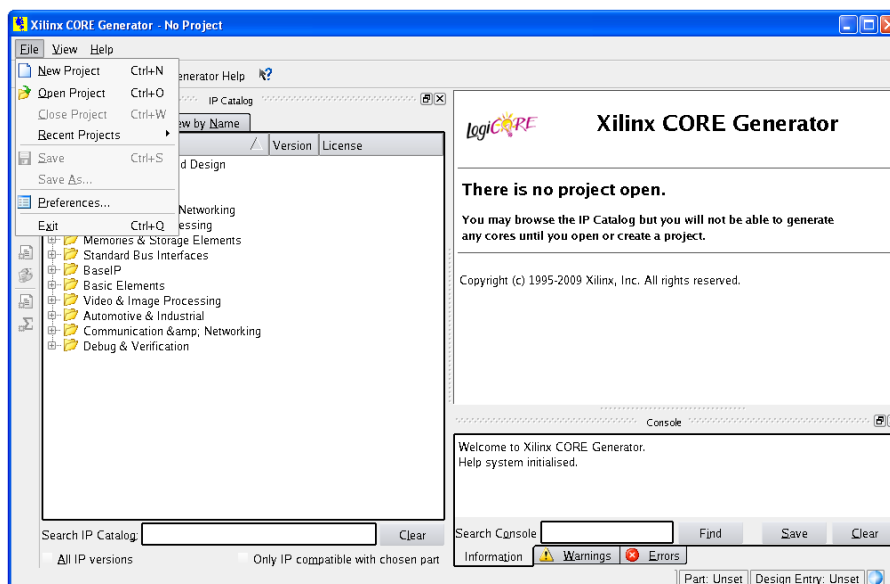 Xilinx CORE Generator - No Project
File View Help
New Project Ctrl+N
enerator Help
Open Project Ctrl+O
IP Catalog
Close Project Ctrl+W
ew by Name
Recent Projects
Version License
Save Ctrl+S
d Design
Save As...
Preferences...
Networking
Exit Ctrl+Q
essing
Memories & Storage Elements
Standard Bus Interfaces
BaseIP
Basic Elements
Video & Image Processing
Automotive & Industrial
Communication &amp; Networking
Debug & Verification
Search IP Catalog:
Clear
All IP versions
Only IP compatible with chosen part
LogiCORE
Xilinx CORE Generator
There is no project open.
You may browse the IP Catalog but you will not be able to generate
any cores until you open or create a project.
Copyright (c) 1995-2009 Xilinx, Inc. All rights reserved.
Console
Welcome to Xilinx CORE Generator.
Help system initialised.
Search Console
Find Save Clear
Information Warnings Errors
Part: Unset Design Entry: Unset